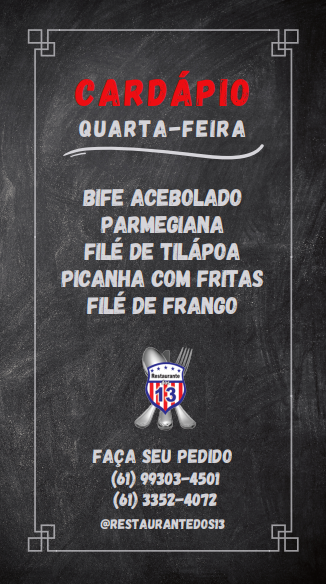 CARDÁPIO
QUARTA-FEIRA
BIFE ACEBOLADO
PARMEGIANA
FILÉ DE TILÁPOA
PICANHA COM FRITAS
FILÉ DE FRANGO
Restaurante
13
FAÇA SEU PEDIDO
(61) 99303-4501
(61) 3352-4072
@RESTAURANTEDOS13